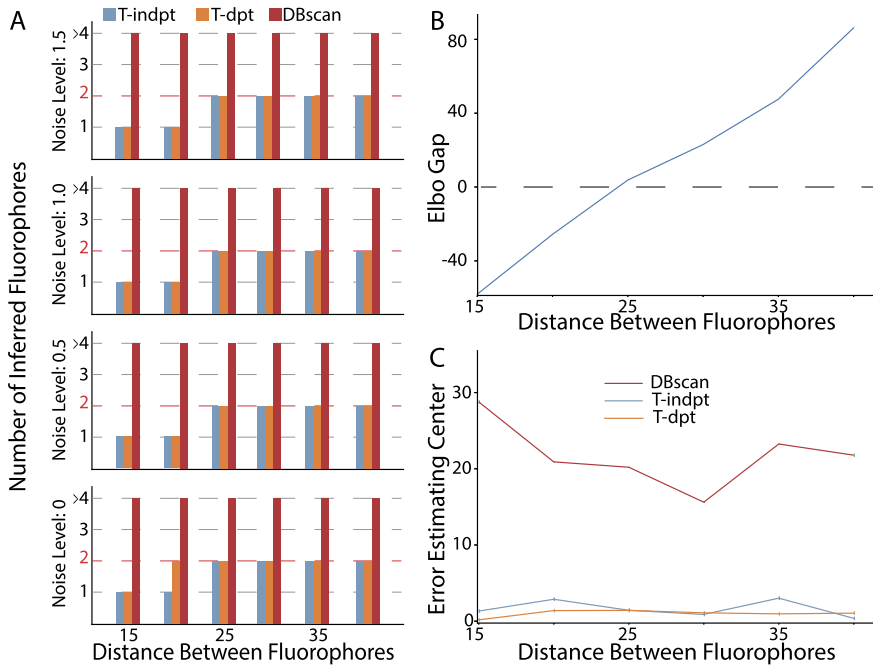 A
T-indpt T-dpt DBscan
Number of Inferred Fluorophores
Noise Level: 1.5
>4
3
2
1
Noise Level: 1.0
>4
3
2
1
Noise Level: 0.5
>4
3
2
1
Noise Level: 0
>4
3
2
1
15 25 35
Distance Between Fluorophores
B
Elbo Gap
80
40
0
-40
15 25 35
Distance Between Fluorophores
C
Error Estimating Center
30
20
10
0
DBscan
T-indpt
T-dpt
15 25 35
Distance Between Fluorophores